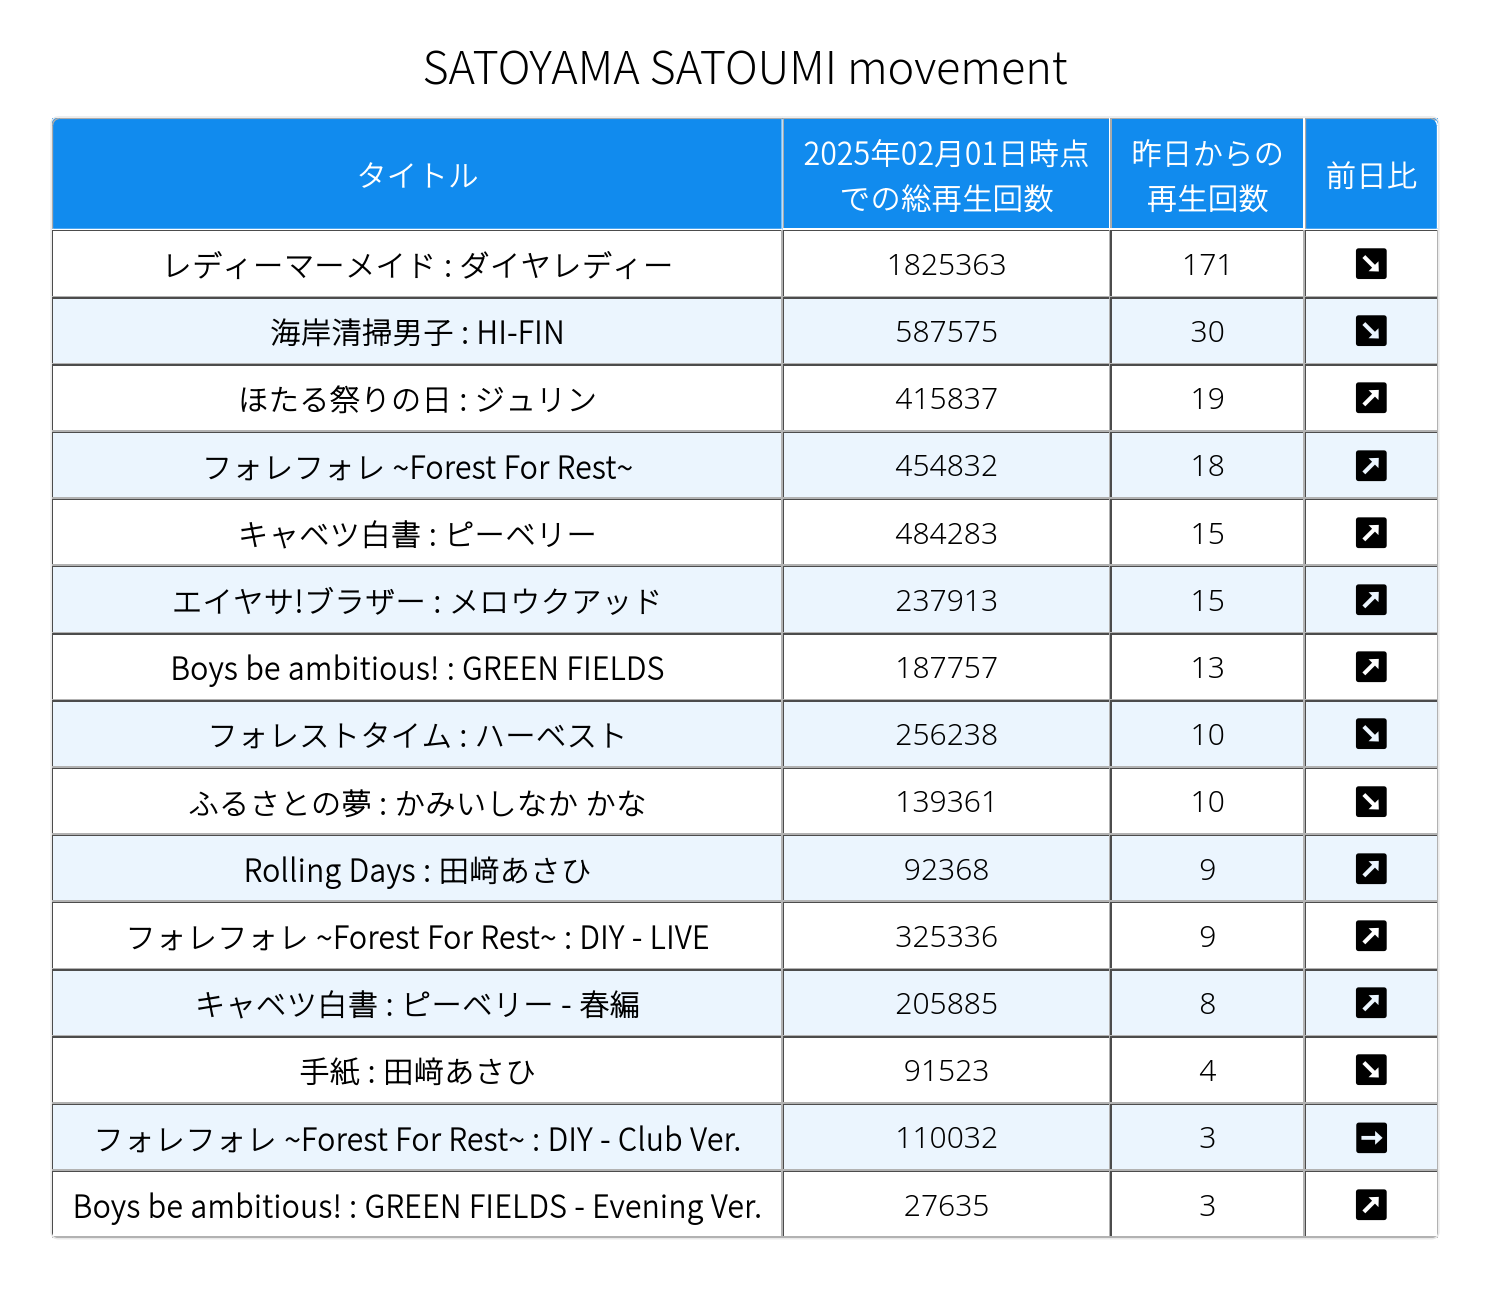 SATOYAMA SATOUMI movement
タイトル
2025年02月01日時点
での総再生回数
昨日からの
再生回数
前日比
レディーマーメイド : ダイヤレディー 1825363 171
海岸清掃男子 : HI-FIN 587575 30
ほたる祭りの日 : ジュリン 415837 19
フォレフォレ ~Forest For Rest~ 454832 18
キャベツ白書 : ピーベリー 484283 15
エイヤサ!ブラザー : メロウクアッド 237913 15
Boys be ambitious! : GREEN FIELDS 187757 13
フォレストタイム : ハーベスト 256238 10
ふるさとの夢 : かみいしなか かな 139361 10
Rolling Days : 田﨑あさひ 92368 9
フォレフォレ ~Forest For Rest~ : DIY - LIVE 325336 9
キャベツ白書 : ピーベリー - 春編 205885 8
手紙 : 田﨑あさひ 91523 4
フォレフォレ ~Forest For Rest~ : DIY - Club Ver. 110032 3
Boys be ambitious! : GREEN FIELDS - Evening Ver. 27635 3